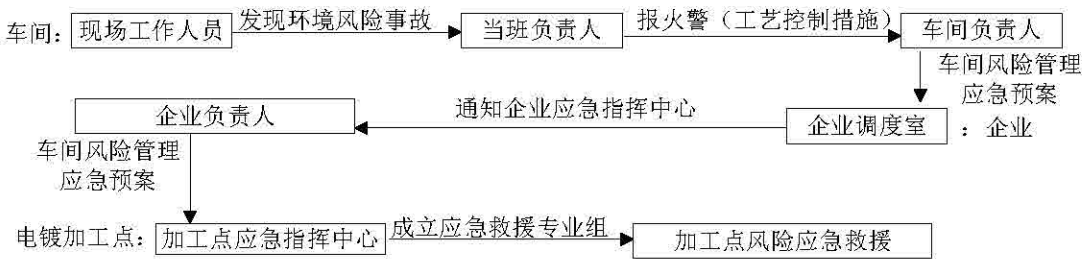 车间：现场工作人员 发现环境风险事故 当班负责人 报火警（工艺控制措施） 车间负责人
车间风险管理
应急预案
企业负责人 通知企业应急指挥中心 企业调度室 ：企业
车间风险管理
应急预案
电镀加工点：加工点应急指挥中心 成立应急救援专业组 加工点风险应急救援